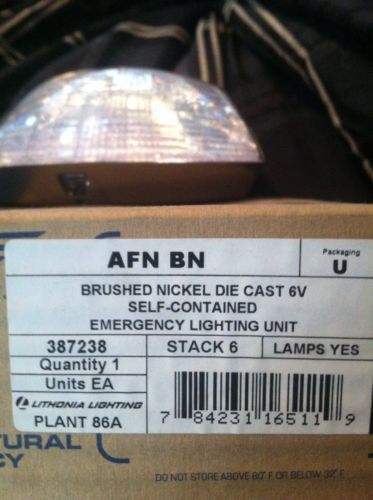 AFN BN
Packaging
U
BRUSHED NICKEL DIE CAST 6V
SELF-CONTAINED
EMERGENCY LIGHTING UNIT
387238
STACK 6
LAMPS YES
Quantity 1
Units EA
LITHONIA LIGHTING
PLANT 86A
7 84231 16511 9
URAL
CY
DO NOT STORE ABOVE 80° F OR BELOW -32° F